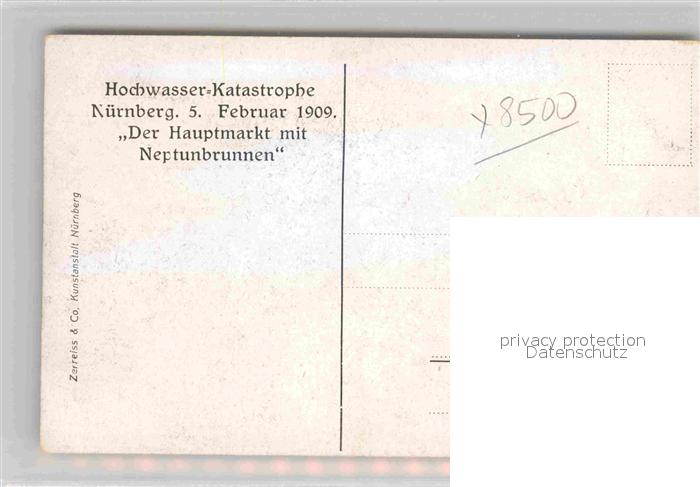 Hochwasser=Katastrophe
Nürnberg. 5. Februar 1909.
„Der Hauptmarkt mit
Neptunbrunnen“
Zerreiss & Co. Kunstanstalt Nürnberg
x8500
privacy protection
Datenschutz